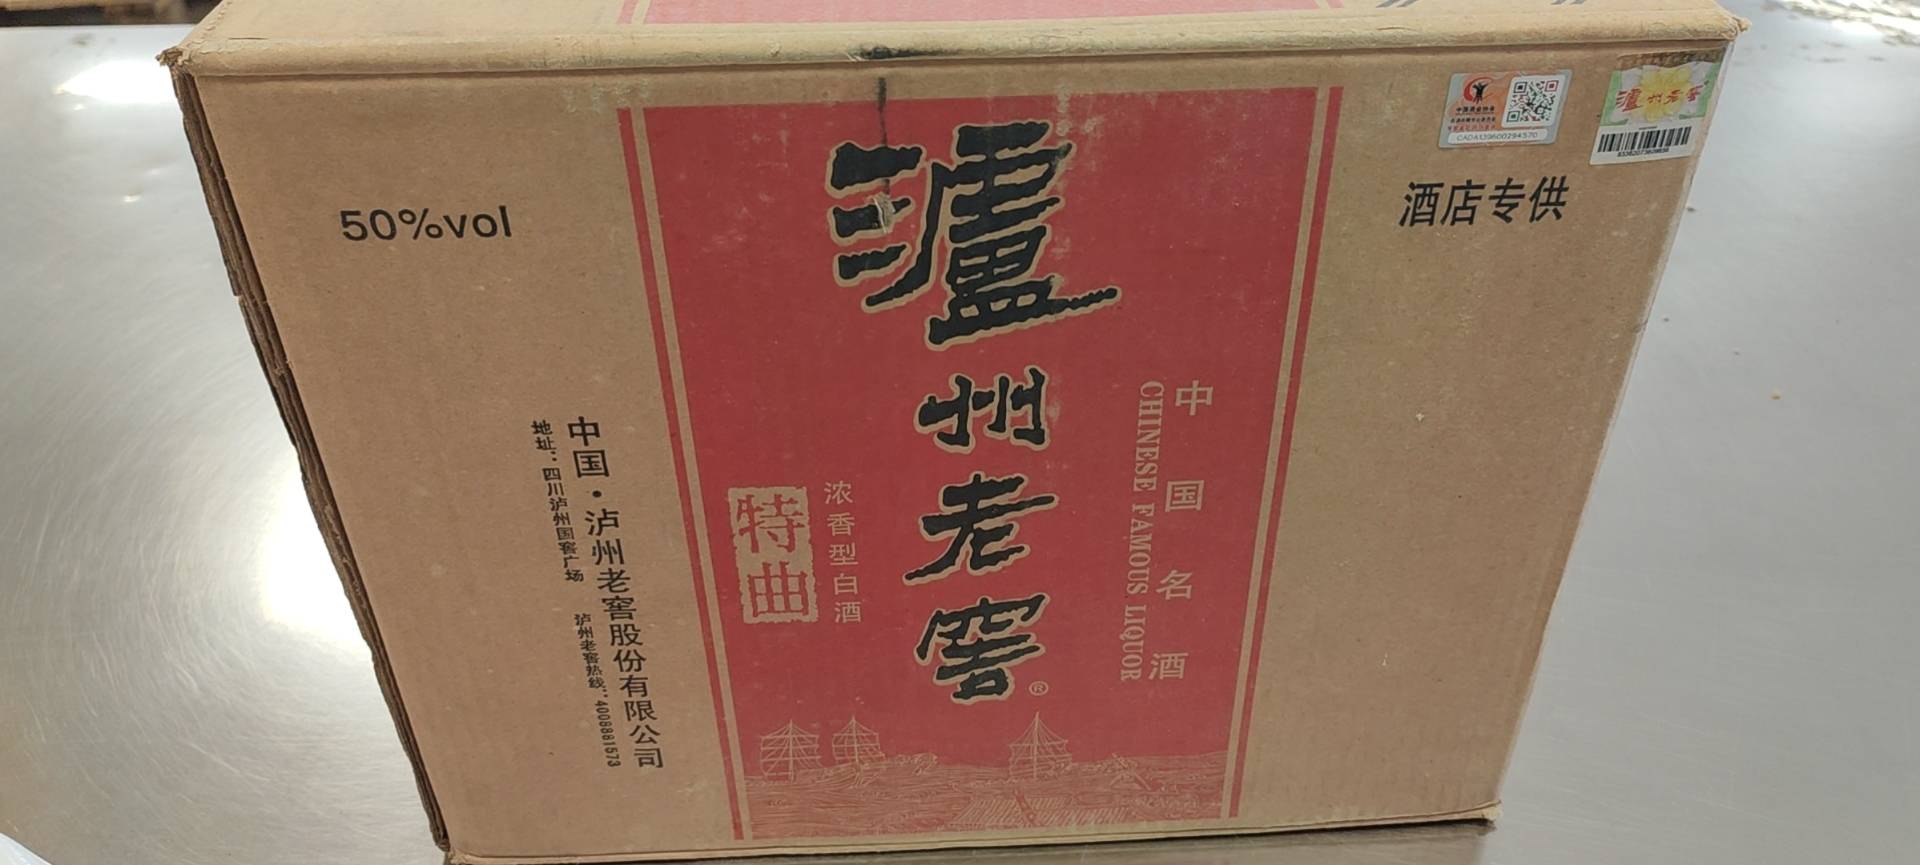 50%vol
中国·泸州老窖股份有限公司
地址:四川泸州国窖广场 泸州老窖热线:4008881573
瀘州老窖®
中国名酒
CHINESE FAMOUS LIQUOR
浓香型白酒
特曲
酒店专供
CADA139600294570
瀘州老窖